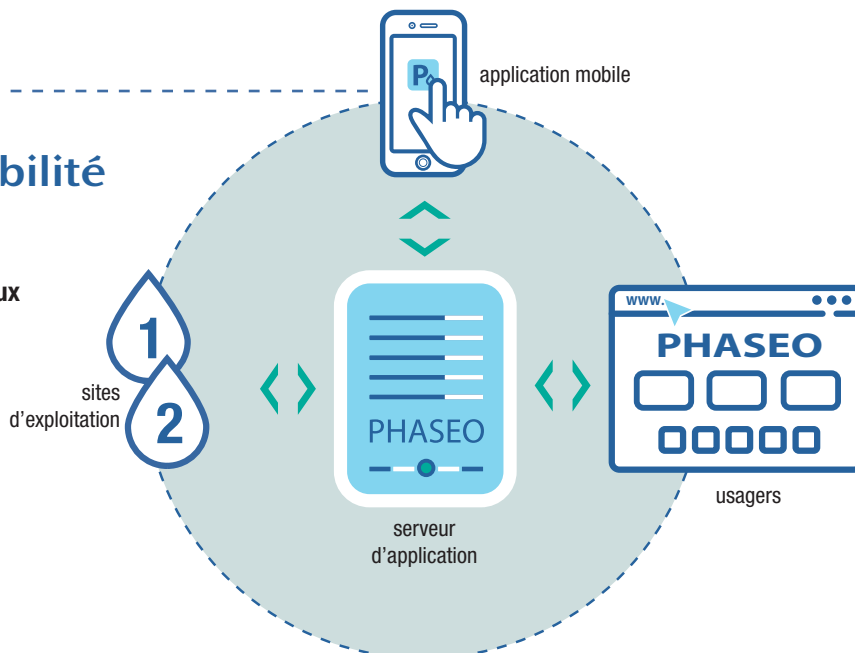 application mobile
bilité
ux
1
2
sites
d'exploitation
PHASEO
serveur
d'application
www.
PHASEO
usagers
P